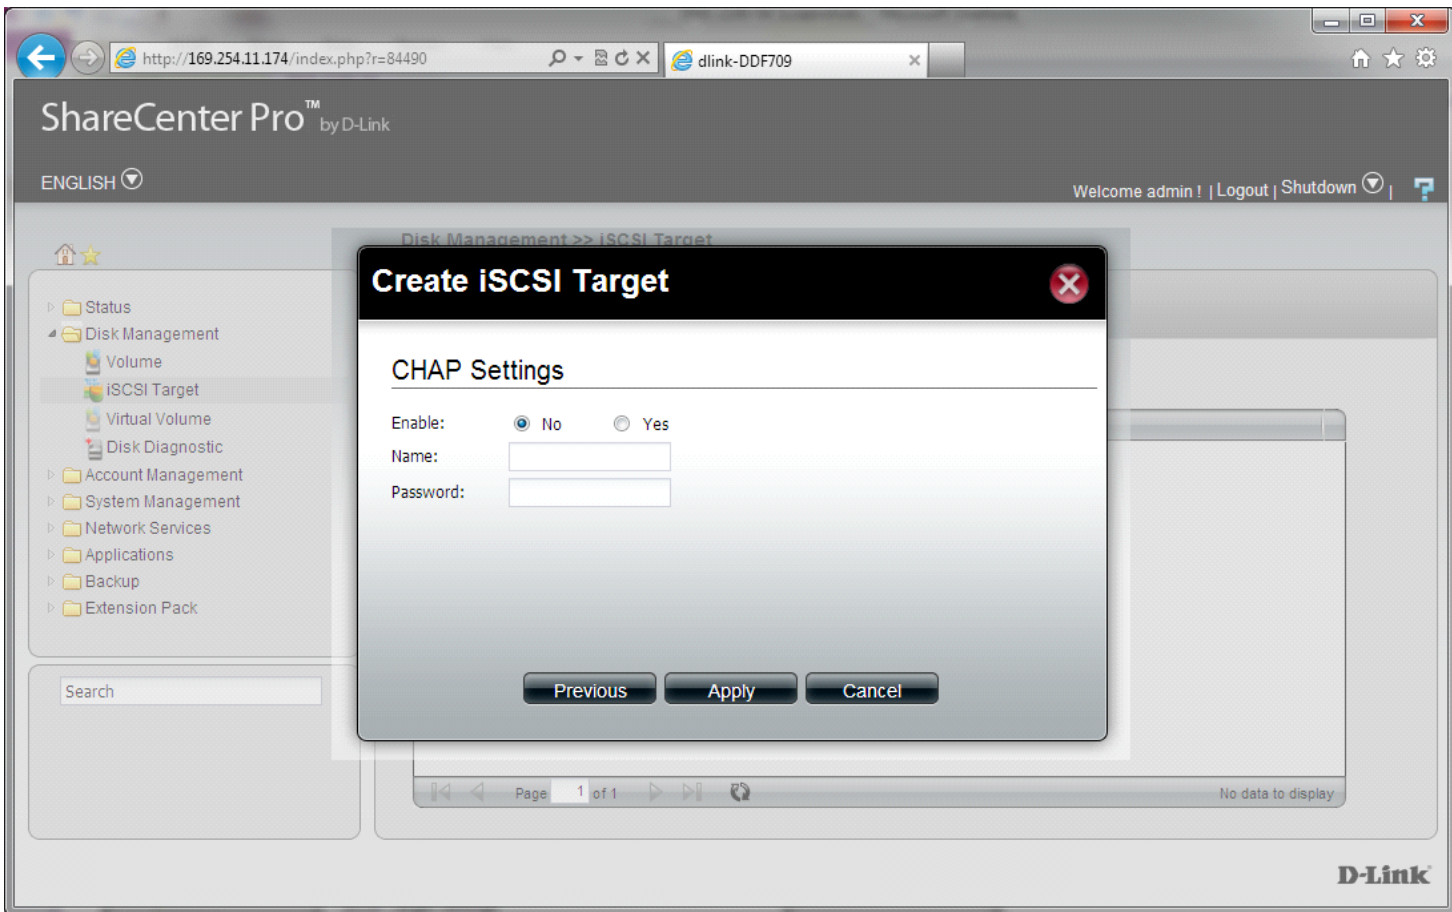 http://169.254.11.174/index.php?r=84490
dlink-DDF709
ShareCenter Pro™ by D-Link
ENGLISH
Welcome admin ! | Logout | Shutdown |
Disk Management >> iSCSI Target
Create iSCSI Target
Status
Disk Management
Volume
iSCSI Target
Virtual Volume
Disk Diagnostic
Account Management
System Management
Network Services
Applications
Backup
Extension Pack
Search
CHAP Settings
Enable: No Yes
Name:
Password:
Previous Apply Cancel
Page 1 of 1 No data to display
D-Link